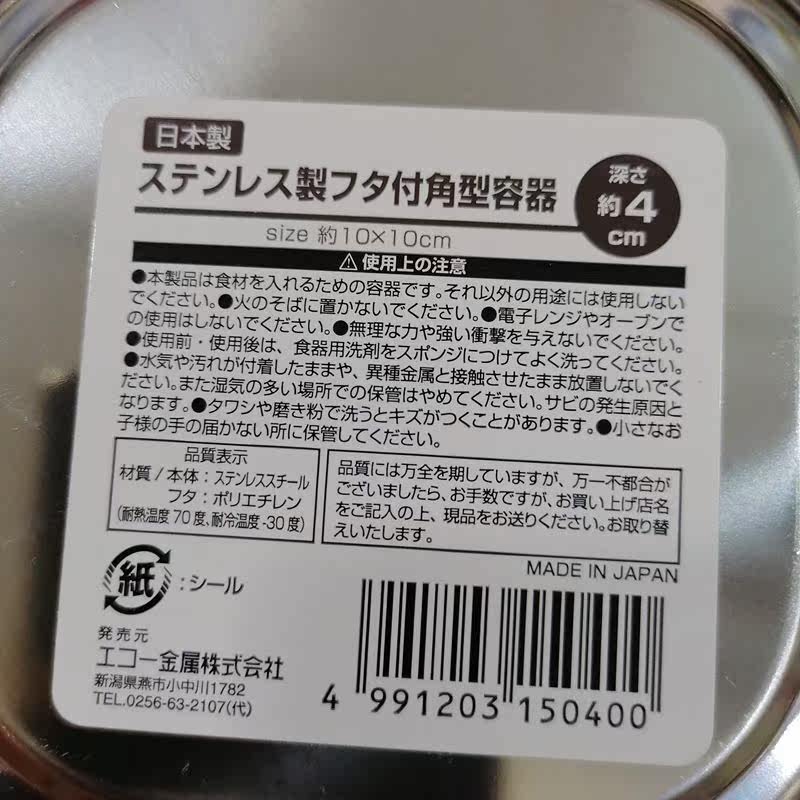 日本製
ステンレス製フタ付角型容器
深さ
約4
cm
size 約10×10cm
⚠使用上の注意
●本製品は食材を入れるための容器です。それ以外の用途には使用しない
でください。●火のそばに置かないでください。●電子レンジやオーブンで
の使用はしないでください。●無理な力や強い衝撃を与えないでください。
●使用前・使用後は、食器用洗剤をスポンジにつけてよく洗ってください。
●水気や汚れが付着したままや、異種金属と接触させたまま放置しないでく
ださい。また湿気の多い場所での保管はやめてください。サビの発生原因と
なります。●タワシや磨き粉で洗うとキズがつくことがあります。●小さなお
子様の手の届かない所に保管してください。
品質表示
材質/本体:ステンレススチール
フタ:ポリエチレン
(耐熱温度70度、耐冷温度-30度)
品質には万全を期していますが、万一不都合が
ございましたら、お手数ですが、お買い上げ店名
をご記入の上、現品をお送りください。お取り替
えいたします。
MADE IN JAPAN
紙:シール
発売元
エコー金属株式会社
新潟県燕市小中川1782
TEL.0256-63-2107(代)
4 991203 150400